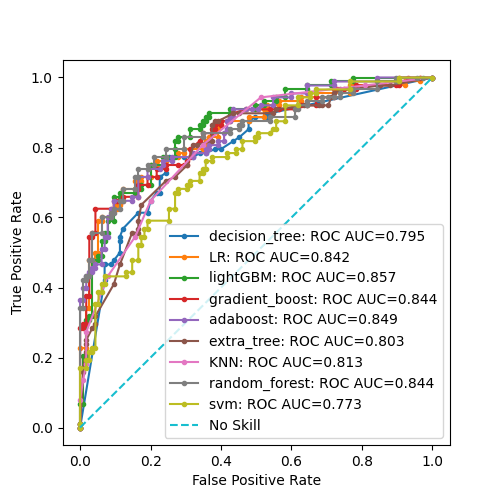 1.0
0.8
0.6
0.4
0.2
0.0
True Positive Rate
decision_tree: ROC AUC=0.795
LR: ROC AUC=0.842
lightGBM: ROC AUC=0.857
gradient_boost: ROC AUC=0.844
adaboost: ROC AUC=0.849
extra_tree: ROC AUC=0.803
KNN: ROC AUC=0.813
random_forest: ROC AUC=0.844
svm: ROC AUC=0.773
No Skill
0.0 0.2 0.4 0.6 0.8 1.0
False Positive Rate